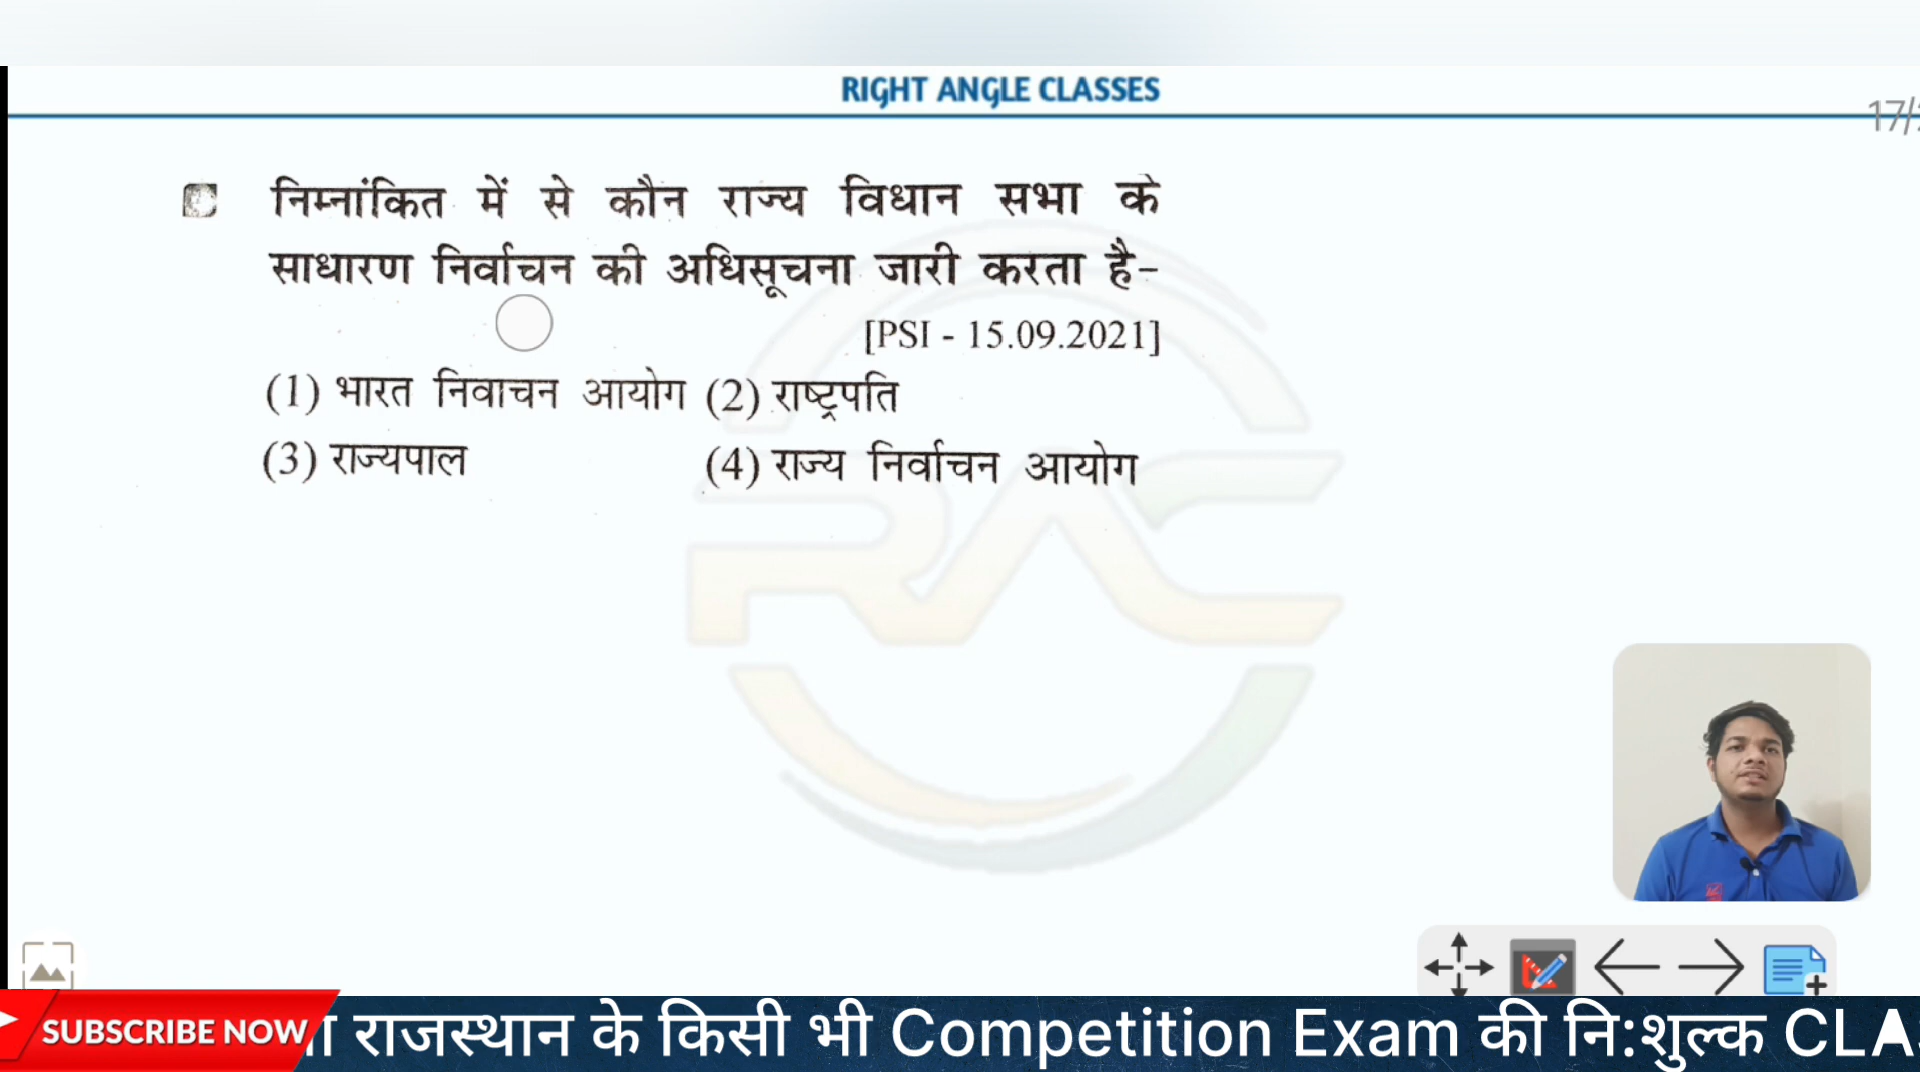 RIGHT ANGLE CLASSES
17/
निम्नांकित में से कौन राज्य विधान सभा के
साधारण निर्वाचन की अधिसूचना जारी करता है-
[PSI - 15.09.2021]
(1) भारत निवाचन आयोग (2) राष्ट्रपति
(3) राज्यपाल (4) राज्य निर्वाचन आयोग
RAC
SUBSCRIBE NOW
राजस्थान के किसी भी Competition Exam की नि:शुल्क CLA